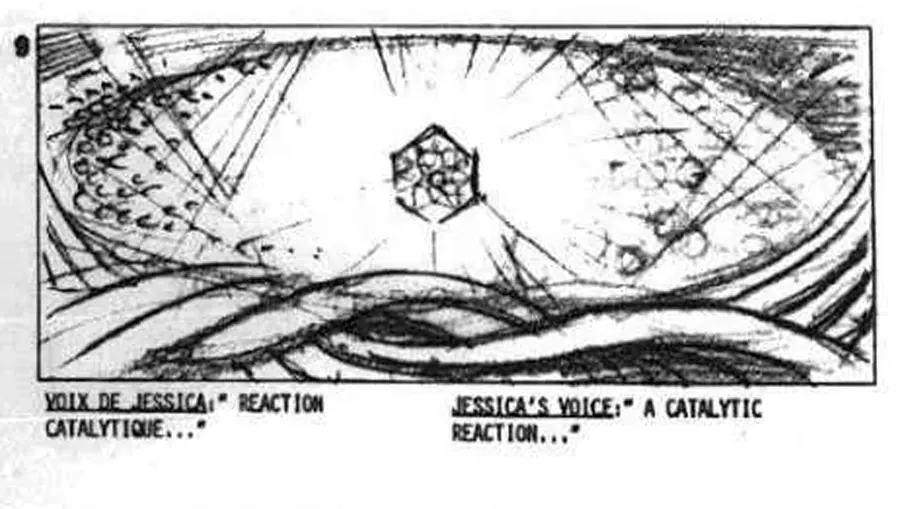 9
VOIX DE JESSICA:" REACTION
CATALYTIQUE..."
JESSICA'S VOICE:" A CATALYTIC
REACTION..."